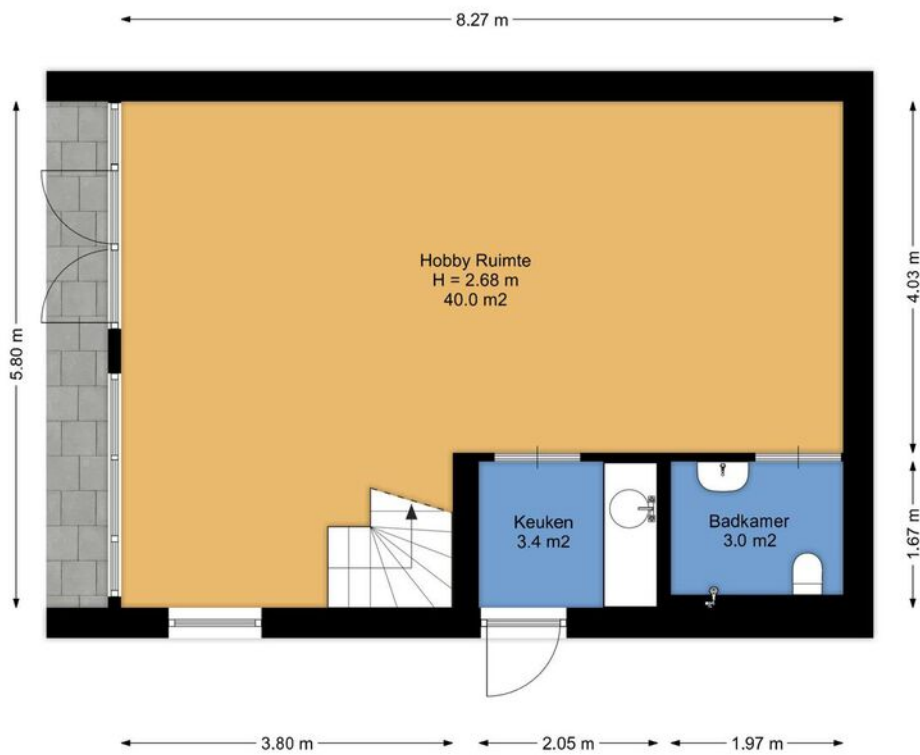 8.27 m
5.80 m
Hobby Ruimte
H = 2.68 m
40.0 m2
4.03 m
Keuken
3.4 m2
Badkamer
3.0 m2
1.67 m
3.80 m
2.05 m
1.97 m